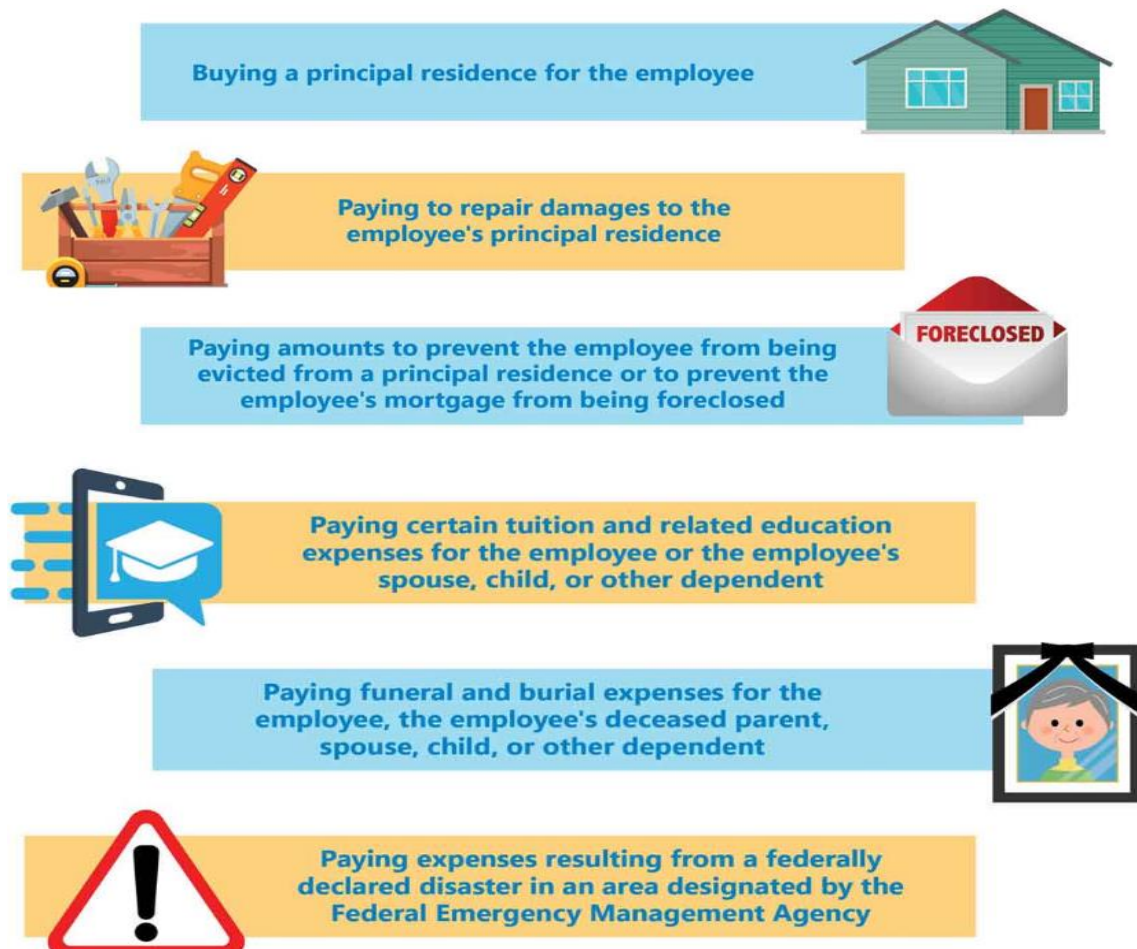 Buying a principal residence for the employee
Paying to repair damages to the
employee's principal residence
FORECLOSED
Paying amounts to prevent the employee from being
evicted from a principal residence or to prevent the
employee's mortgage from being foreclosed
Paying certain tuition and related education
expenses for the employee or the employee's
spouse, child, or other dependent
Paying funeral and burial expenses for the
employee, the employee's deceased parent,
spouse, child, or other dependent
Paying expenses resulting from a federally
declared disaster in an area designated by the
Federal Emergency Management Agency